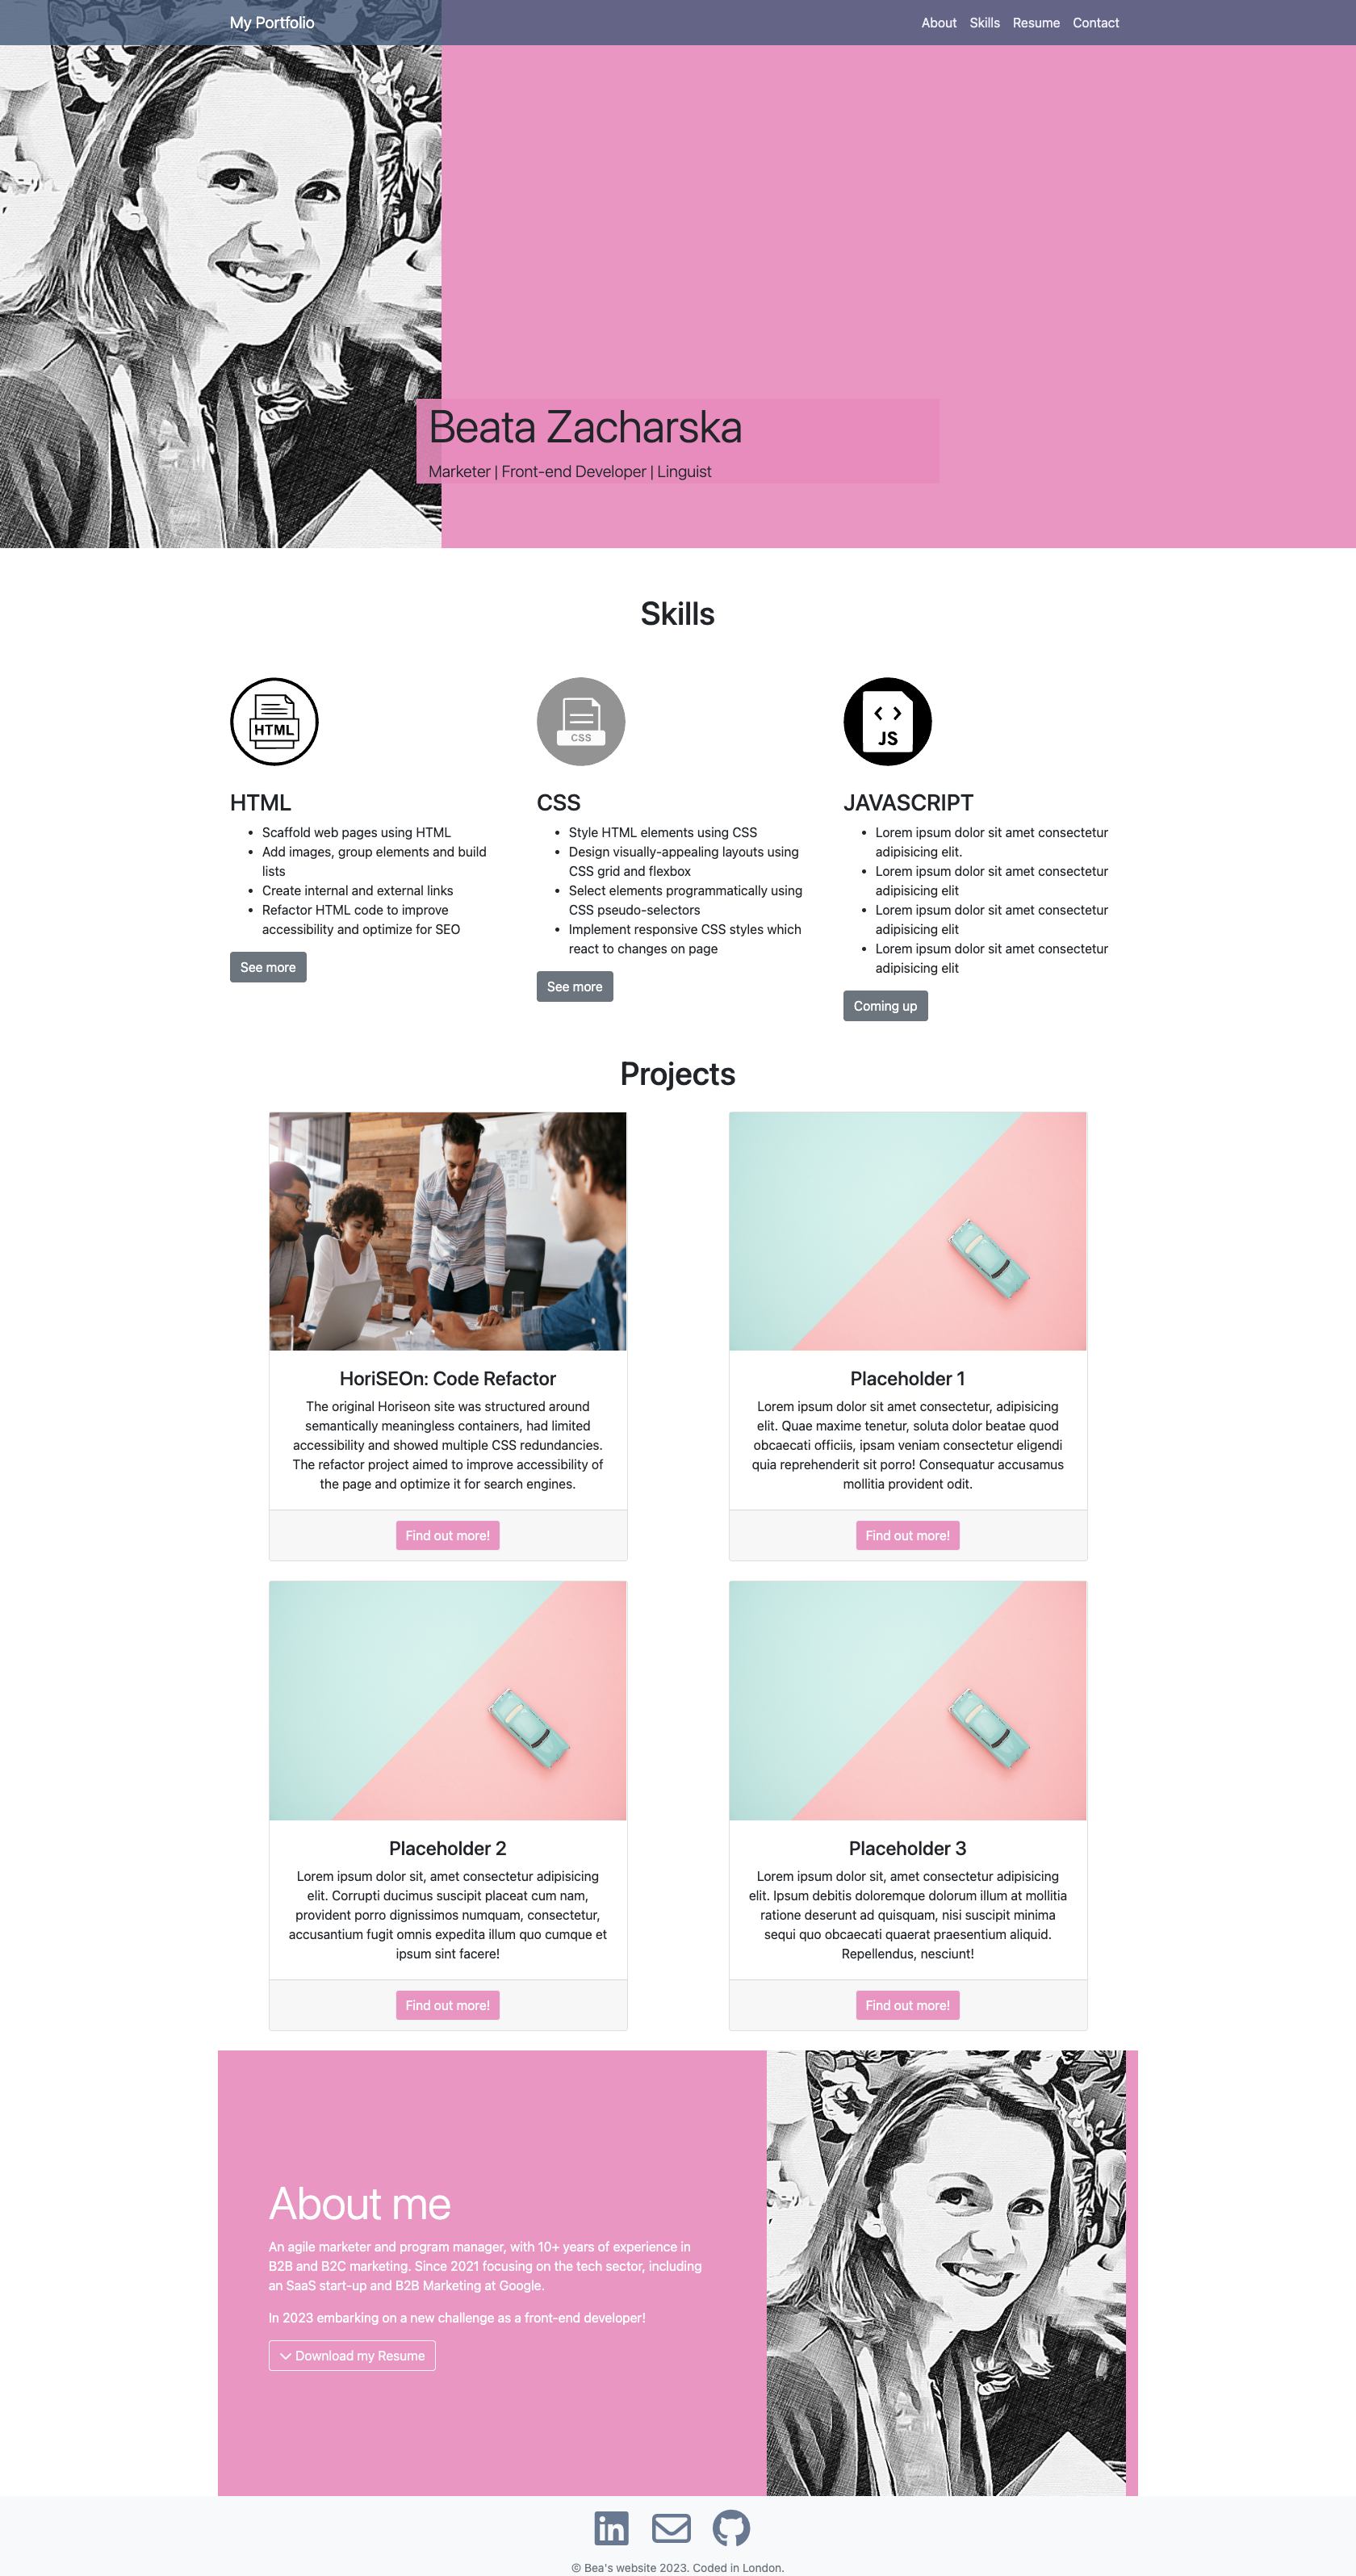 My Portfolio
About Skills Resume Contact
Beata Zacharska
Marketer | Front-end Developer | Linguist
Skills
HTML
HTML
• Scaffold web pages using HTML
• Add images, group elements and build
lists
• Create internal and external links
• Refactor HTML code to improve
accessibility and optimize for SEO
See more
CSS
CSS
• Style HTML elements using CSS
• Design visually-appealing layouts using
CSS grid and flexbox
• Select elements programmatically using
CSS pseudo-selectors
• Implement responsive CSS styles which
react to changes on page
See more
< >
JS
JAVASCRIPT
• Lorem ipsum dolor sit amet consectetur
adipisicing elit.
• Lorem ipsum dolor sit amet consectetur
adipisicing elit
• Lorem ipsum dolor sit amet consectetur
adipisicing elit
• Lorem ipsum dolor sit amet consectetur
adipisicing elit
Coming up
Projects
HoriSEOn: Code Refactor
The original Horiseon site was structured around
semantically meaningless containers, had limited
accessibility and showed multiple CSS redundancies.
The refactor project aimed to improve accessibility of
the page and optimize it for search engines.
Find out more!
Placeholder 1
Lorem ipsum dolor sit amet consectetur, adipisicing
elit. Quae maxime tenetur, soluta dolor beatae quod
obcaecati officiis, ipsam veniam consectetur eligendi
quia reprehenderit sit porro! Consequatur accusamus
mollitia provident odit.
Find out more!
Placeholder 2
Lorem ipsum dolor sit, amet consectetur adipisicing
elit. Corrupti ducimus suscipit placeat cum nam,
provident porro dignissimos numquam, consectetur,
accusantium fugit omnis expedita illum quo cumque et
ipsum sint facere!
Find out more!
Placeholder 3
Lorem ipsum dolor sit, amet consectetur adipisicing
elit. Ipsum debitis doloremque dolorum illum at mollitia
ratione deserunt ad quisquam, nisi suscipit minima
sequi quo obcaecati quaerat praesentium aliquid.
Repellendus, nesciunt!
Find out more!
About me
An agile marketer and program manager, with 10+ years of experience in
B2B and B2C marketing. Since 2021 focusing on the tech sector, including
an SaaS start-up and B2B Marketing at Google.
In 2023 embarking on a new challenge as a front-end developer!
Download my Resume
in
© Bea's website 2023. Coded in London.